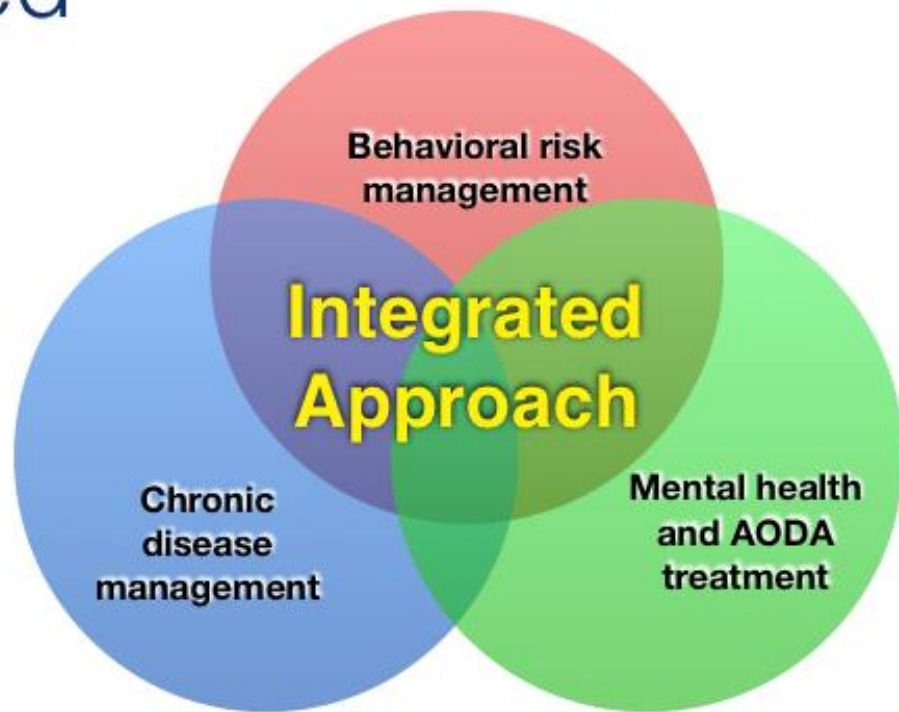 Behavioral risk
management
Integrated
Approach
Chronic
disease
management
Mental health
and AODA
treatment